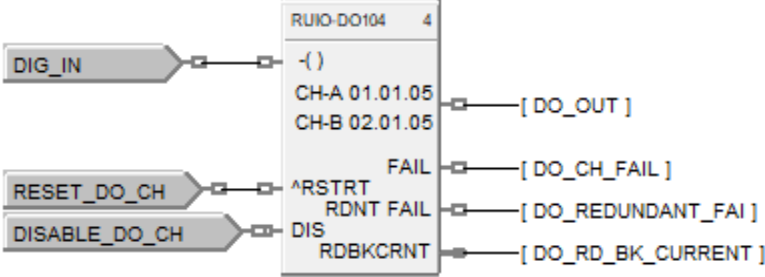 RUIO-DO104 4
DIG_IN
-( )
CH-A 01.01.05
[ DO_OUT ]
CH-B 02.01.05
FAIL
[ DO_CH_FAIL ]
RESET_DO_CH
^RSTRT
RDNT FAIL
[ DO_REDUNDANT_FAI ]
DISABLE_DO_CH
DIS
RDBKCRNT
[ DO_RD_BK_CURRENT ]